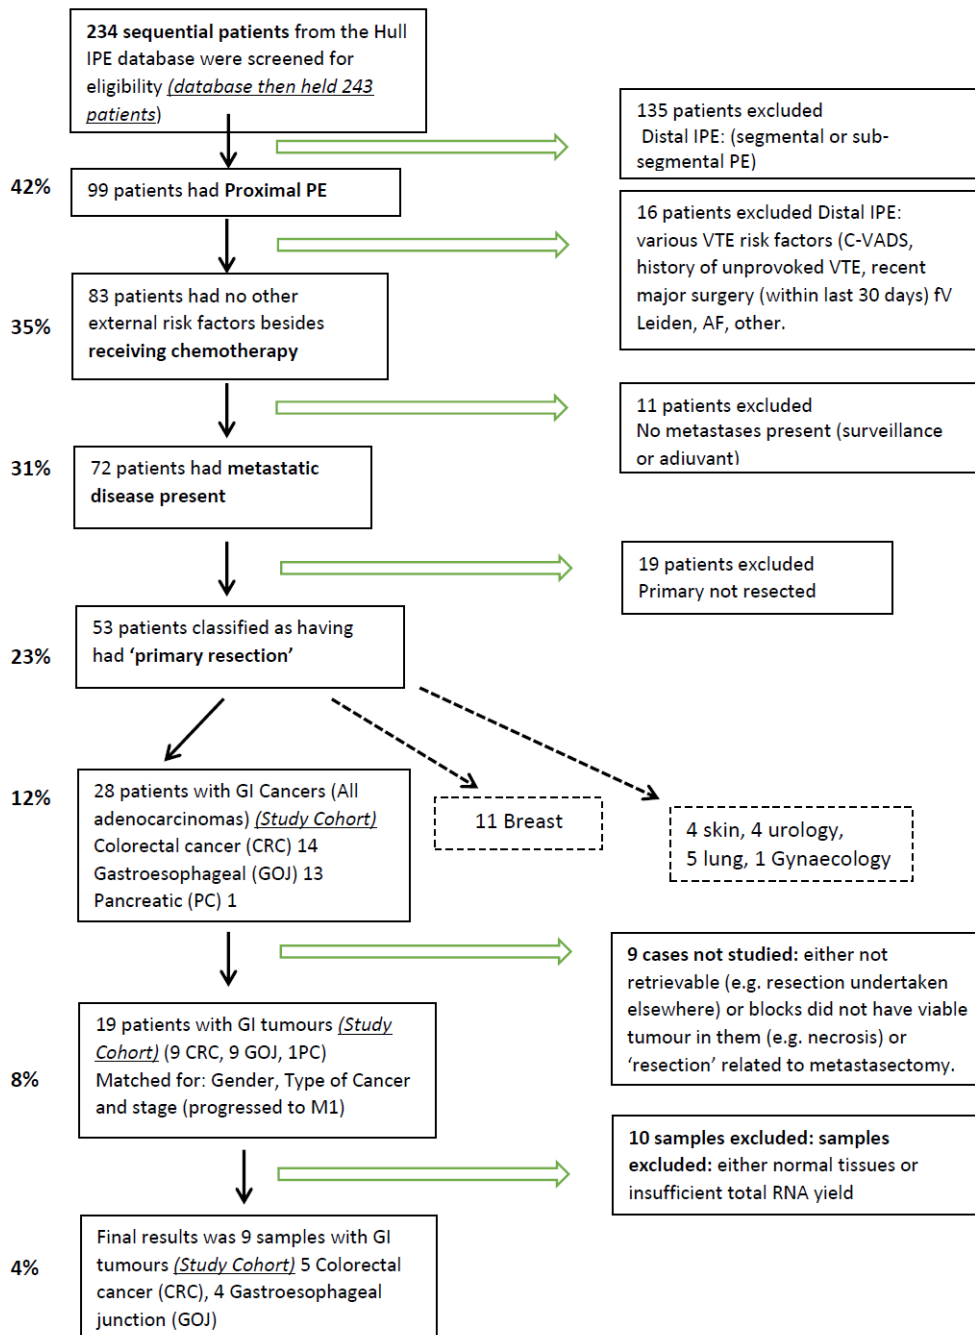 234 sequential patients from the Hull
IPE database were screened for
eligibility (database then held 243
patients)
135 patients excluded
Distal IPE: (segmental or sub-
segmental PE)
42%
99 patients had Proximal PE
16 patients excluded Distal IPE:
various VTE risk factors (C-VADS,
history of unprovoked VTE, recent
major surgery (within last 30 days) fV
Leiden, AF, other.
35%
83 patients had no other
external risk factors besides
receiving chemotherapy
11 patients excluded
No metastases present (surveillance
or adjuvant)
31%
72 patients had metastatic
disease present
19 patients excluded
Primary not resected
23%
53 patients classified as having
had ‘primary resection’
12%
28 patients with GI Cancers (All
adenocarcinomas) (Study Cohort)
Colorectal cancer (CRC) 14
Gastroesophageal (GOJ) 13
Pancreatic (PC) 1
11 Breast
4 skin, 4 urology,
5 lung, 1 Gynaecology
9 cases not studied: either not
retrievable (e.g. resection undertaken
elsewhere) or blocks did not have viable
tumour in them (e.g. necrosis) or
‘resection’ related to metastasectomy.
8%
19 patients with GI tumours (Study
Cohort) (9 CRC, 9 GOJ, 1PC)
Matched for: Gender, Type of Cancer
and stage (progressed to M1)
10 samples excluded: samples
excluded: either normal tissues or
insufficient total RNA yield
4%
Final results was 9 samples with GI
tumours (Study Cohort) 5 Colorectal
cancer (CRC), 4 Gastroesophageal
junction (GOJ)